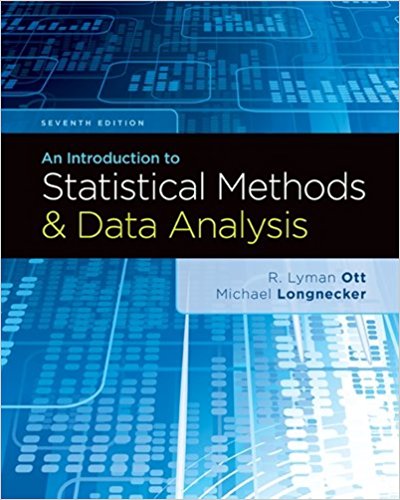 SEVENTH EDITION
An Introduction to
Statistical Methods
& Data Analysis
R. Lyman Ott
Michael Longnecker